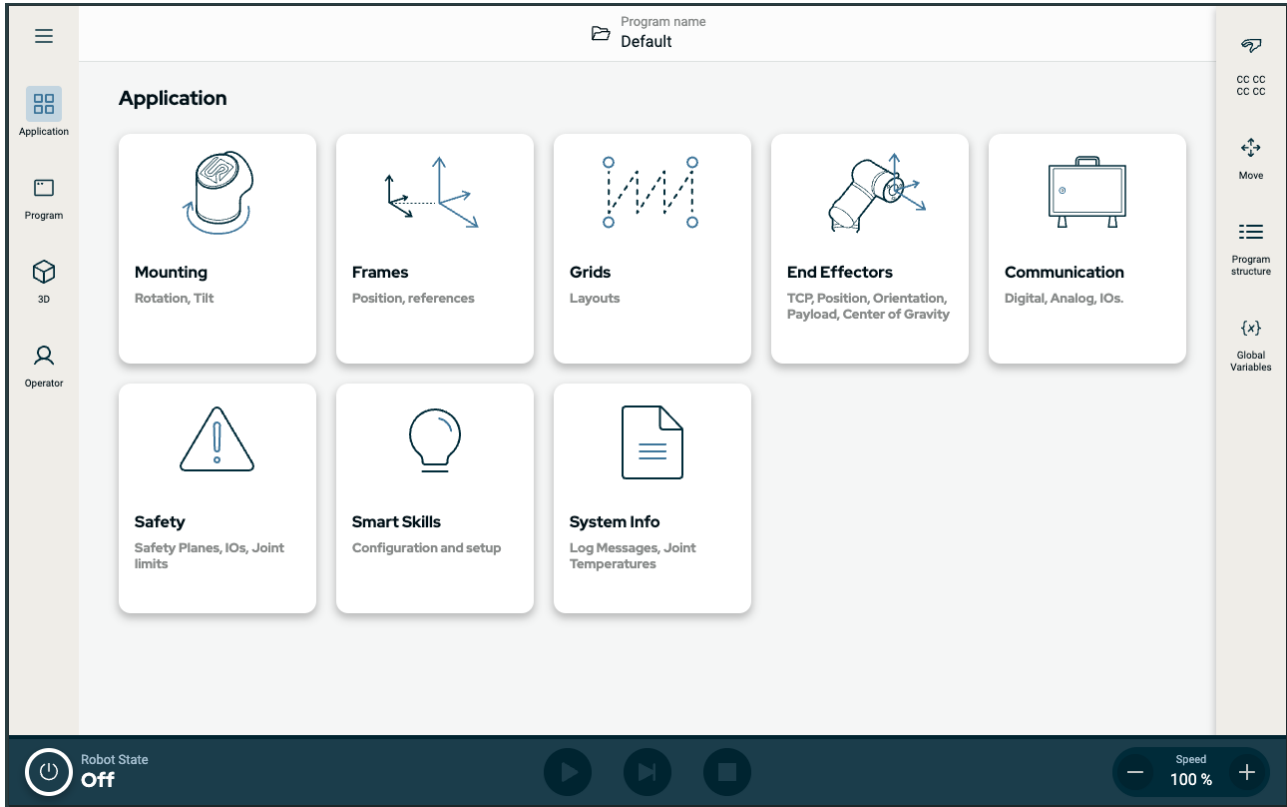 Program name
Default
Application
Program
3D
Operator
Application
Mounting
Rotation, Tilt
Frames
Position, references
Grids
Layouts
End Effectors
TCP, Position, Orientation,
Payload, Center of Gravity
Communication
Digital, Analog, IOs.
Safety
Safety Planes, IOs, Joint
limits
Smart Skills
Configuration and setup
System Info
Log Messages, Joint
Temperatures
CC CC
CC CC
Move
Program
structure
{x}
Global
Variables
Robot State
Off
Speed
100 %